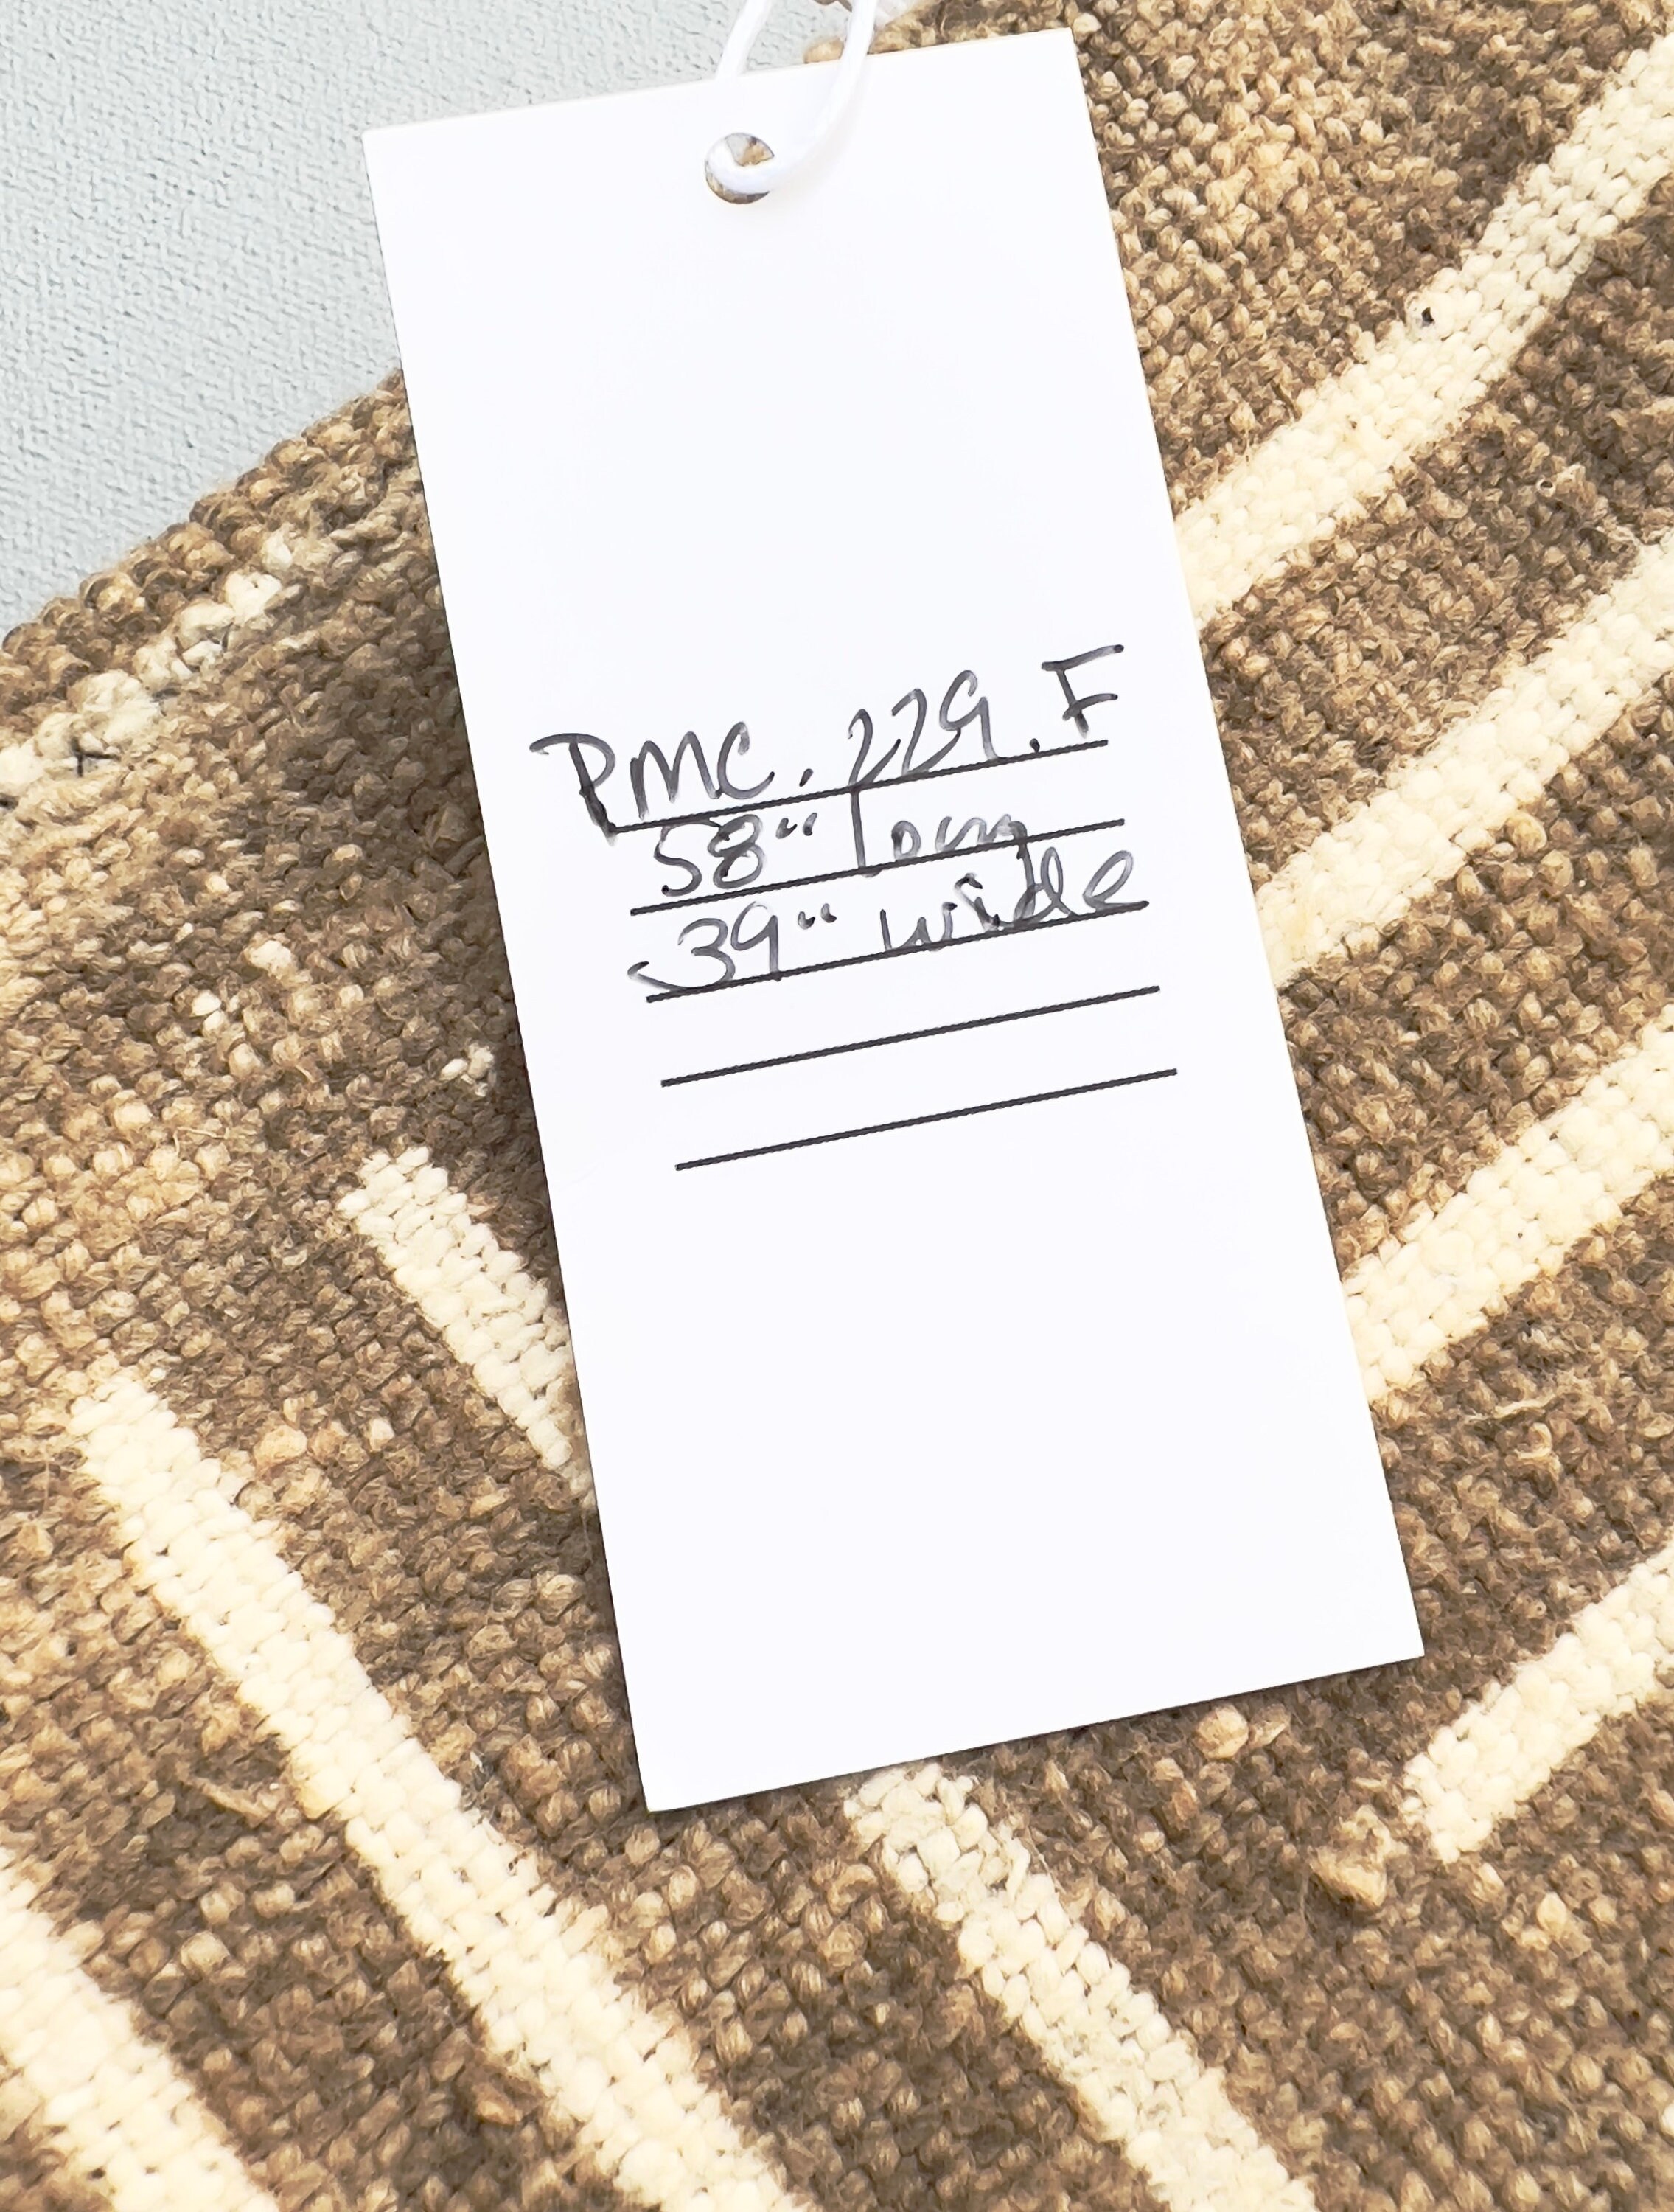 PMC. 229. F
58" long
39" wide